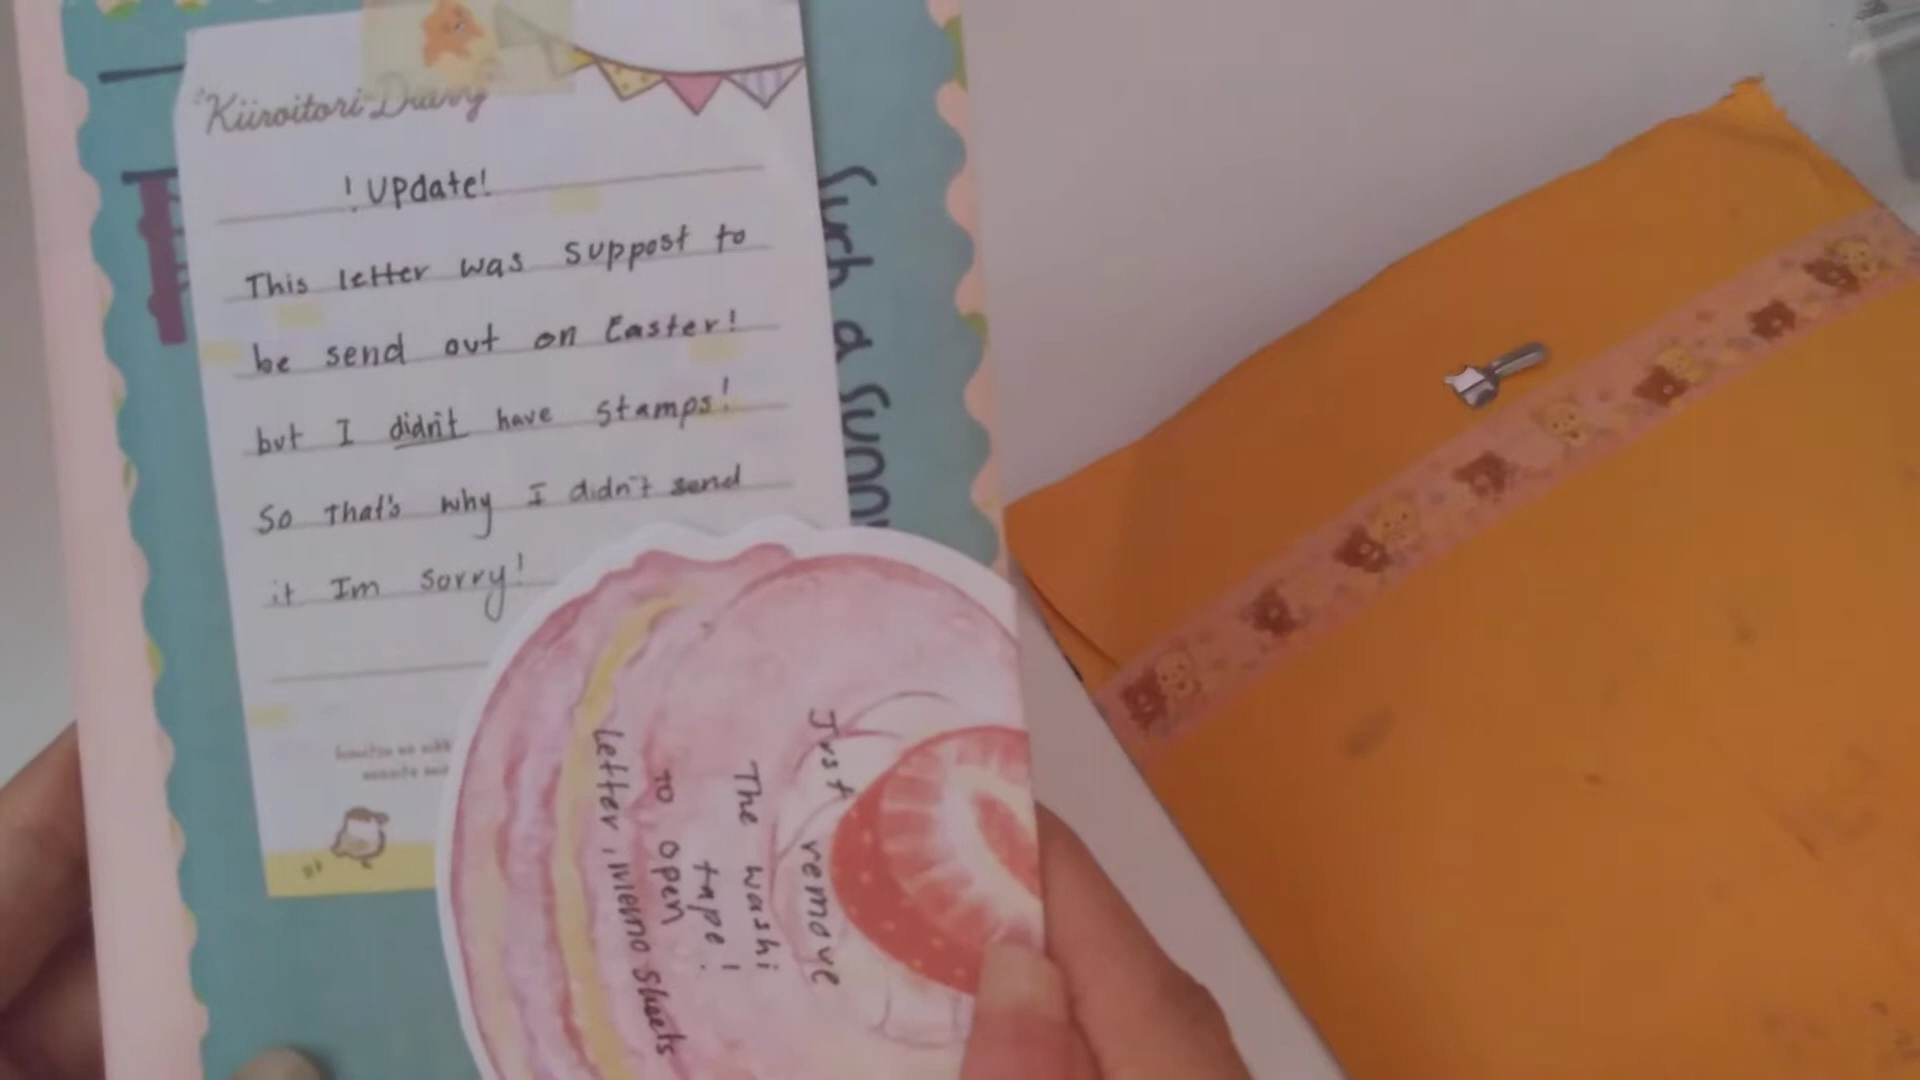 Kiiroitori Diary
! Update!
This letter was suppost to
be send out on Easter!
but I didn't have stamps!
So that's why I didn't send
it Im sorry!
Such a sunn
Just remove
The washi
tape!
to open
letter, memo sheets